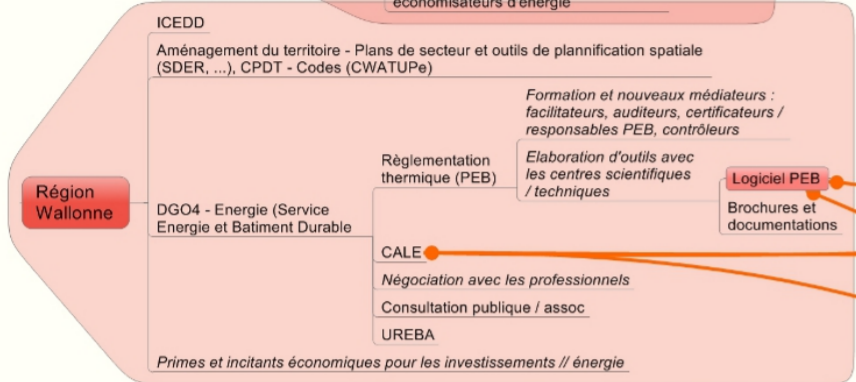 économisateurs d'énergie
ICEDD
Aménagement du territoire - Plans de secteur et outils de plannification spatiale
(SDER, ...), CPDT - Codes (CWATUPe)
Formation et nouveaux médiateurs :
facilitateurs, auditeurs, certificateurs /
responsables PEB, contrôleurs
Règlementation
thermique (PEB)
Elaboration d'outils avec
les centres scientifiques
/ techniques
Logiciel PEB
Brochures et
documentations
Région
Wallonne
DGO4 - Energie (Service
Energie et Batiment Durable
CALE
Négociation avec les professionnels
Consultation publique / assoc
UREBA
Primes et incitants économiques pour les investissements // énergie